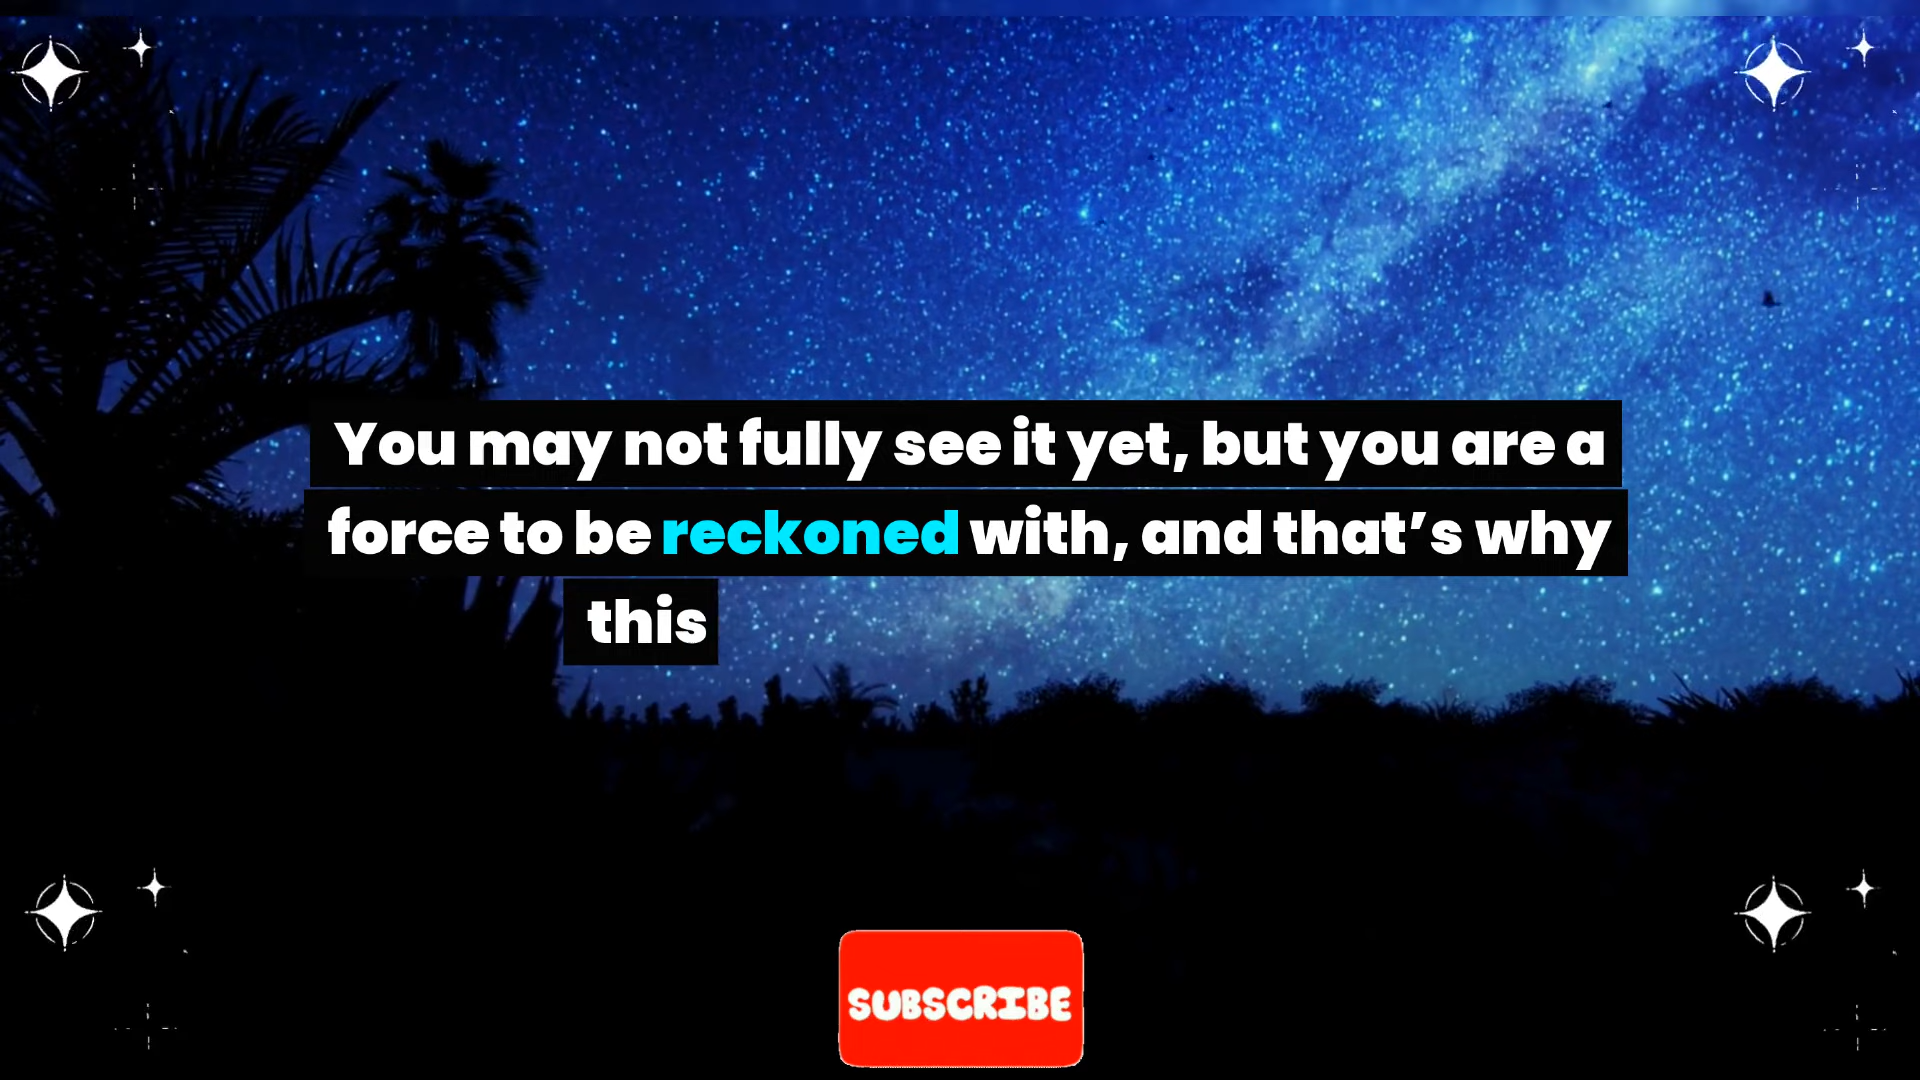 You may not fully see it yet, but you are a
force to be reckoned with, and that’s why
this
SUBSCRIBE